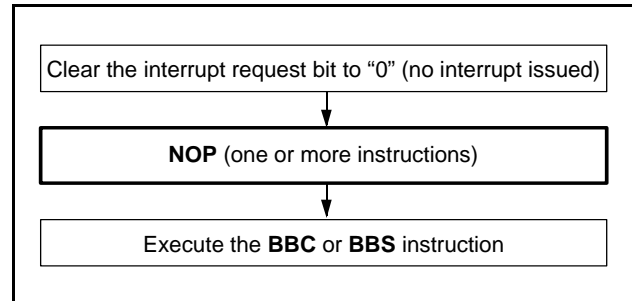 Clear the interrupt request bit to “0” (no interrupt issued)
NOP (one or more instructions)
Execute the BBC or BBS instruction